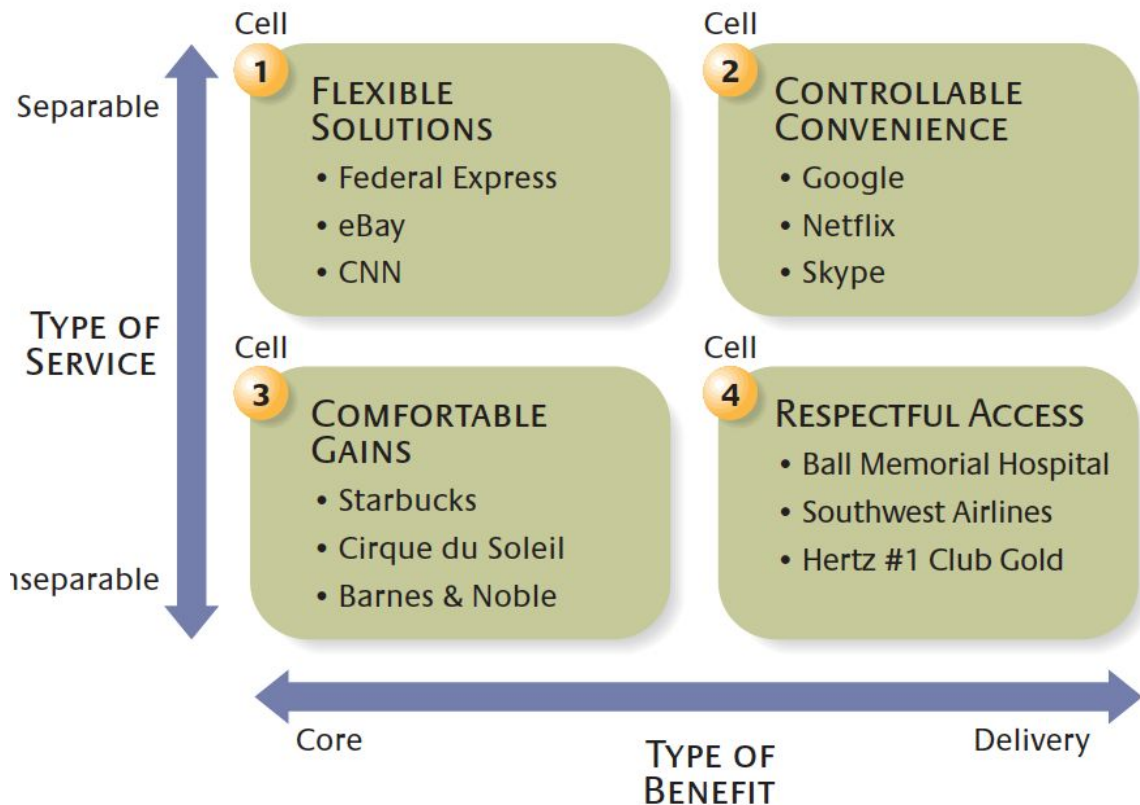 Cell
1
FLEXIBLE
SOLUTIONS
• Federal Express
• eBay
• CNN
Cell
2
CONTROLLABLE
CONVENIENCE
• Google
• Netflix
• Skype
Separable
TYPE OF
SERVICE
nseparable
Cell
3
COMFORTABLE
GAINS
• Starbucks
• Cirque du Soleil
• Barnes & Noble
Cell
4
RESPECTFUL ACCESS
• Ball Memorial Hospital
• Southwest Airlines
• Hertz #1 Club Gold
Core
TYPE OF
BENEFIT
Delivery